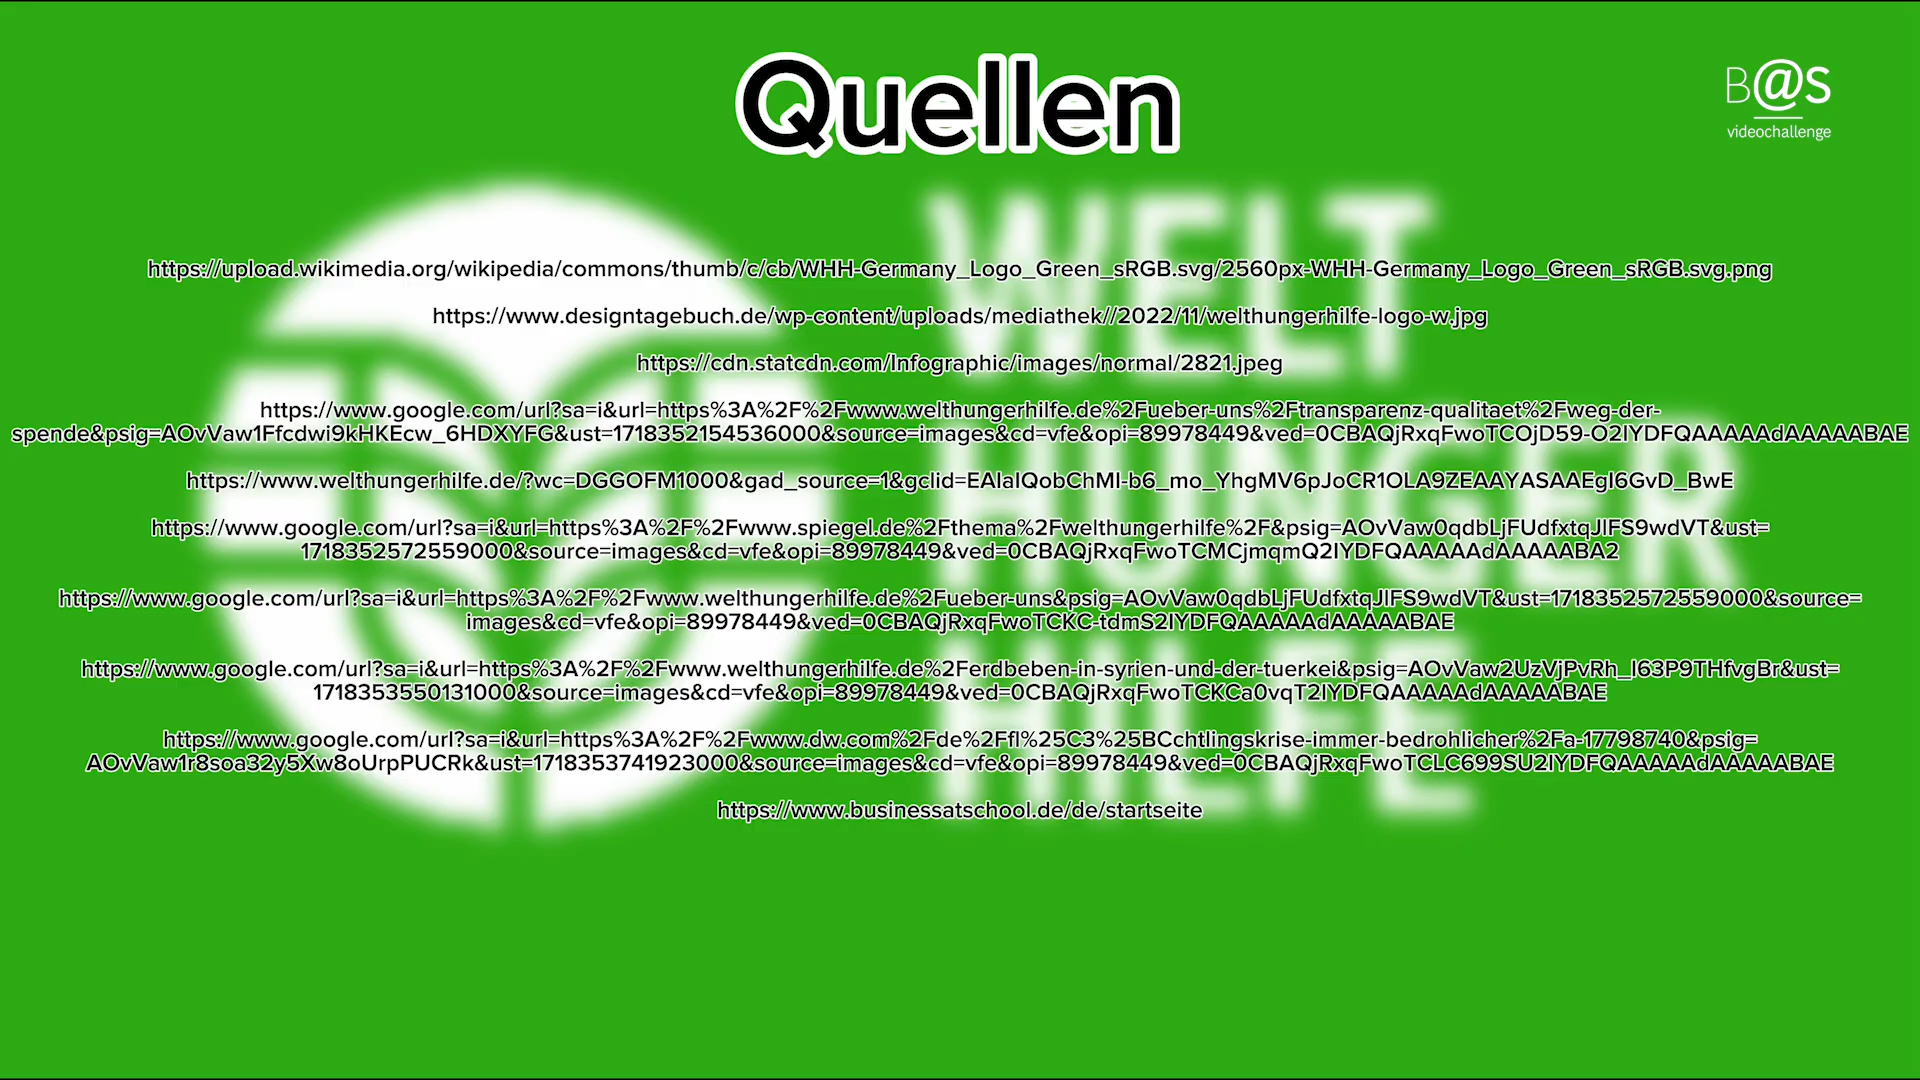 Quellen
B@S
videochallenge
WELT
HUNGER
HILFE
https://upload.wikimedia.org/wikipedia/commons/thumb/c/cb/WHH-Germany_Logo_Green_sRGB.svg/2560px-WHH-Germany_Logo_Green_sRGB.svg.png
https://www.designtagebuch.de/wp-content/uploads/mediathek//2022/11/welthungerhilfe-logo-w.jpg
https://cdn.statcdn.com/Infographic/images/normal/2821.jpeg
https://www.google.com/url?sa=i&url=https%3A%2F%2Fwww.welthungerhilfe.de%2Fueber-uns%2Ftransparenz-qualitaet%2Fweg-der-
spende&psig=AOvVaw1Ffcdwi9kHKEcw_6HDXYFG&ust=1718352154536000&source=images&cd=vfe&opi=89978449&ved=0CBAQjRxqFwoTCOjD59-O2IYDFQAAAAAdAAAAABAE
https://www.welthungerhilfe.de/?wc=DGGOFM1000&gad_source=1&gclid=EAIaIQobChMI-b6_mo_YhgMV6pJoCR1OLA9ZEAAYASAAEgI6GvD_BwE
https://www.google.com/url?sa=i&url=https%3A%2F%2Fwww.spiegel.de%2Fthema%2Fwelthungerhilfe%2F&psig=AOvVaw0qdbLjFUdfxtqJlFS9wdVT&ust=
1718352572559000&source=images&cd=vfe&opi=89978449&ved=0CBAQjRxqFwoTCMCjmqmQ2IYDFQAAAAAdAAAAABA2
https://www.google.com/url?sa=i&url=https%3A%2F%2Fwww.welthungerhilfe.de%2Fueber-uns&psig=AOvVaw0qdbLjFUdfxtqJlFS9wdVT&ust=1718352572559000&source=
images&cd=vfe&opi=89978449&ved=0CBAQjRxqFwoTCKC-tdmS2IYDFQAAAAAdAAAAABAE
https://www.google.com/url?sa=i&url=https%3A%2F%2Fwww.welthungerhilfe.de%2Ferdbeben-in-syrien-und-der-tuerkei&psig=AOvVaw2UzVjPvRh_I63P9THfvgBr&ust=
1718353550131000&source=images&cd=vfe&opi=89978449&ved=0CBAQjRxqFwoTCKCa0vqT2IYDFQAAAAAdAAAAABAE
https://www.google.com/url?sa=i&url=https%3A%2F%2Fwww.dw.com%2Fde%2Ffl%25C3%25BCchtlingskrise-immer-bedrohlicher%2Fa-17798740&psig=
AOvVaw1r8soa32y5Xw8oUrpPUCRk&ust=1718353741923000&source=images&cd=vfe&opi=89978449&ved=0CBAQjRxqFwoTCLC699SU2IYDFQAAAAAdAAAAABAE
https://www.businessatschool.de/de/startseite